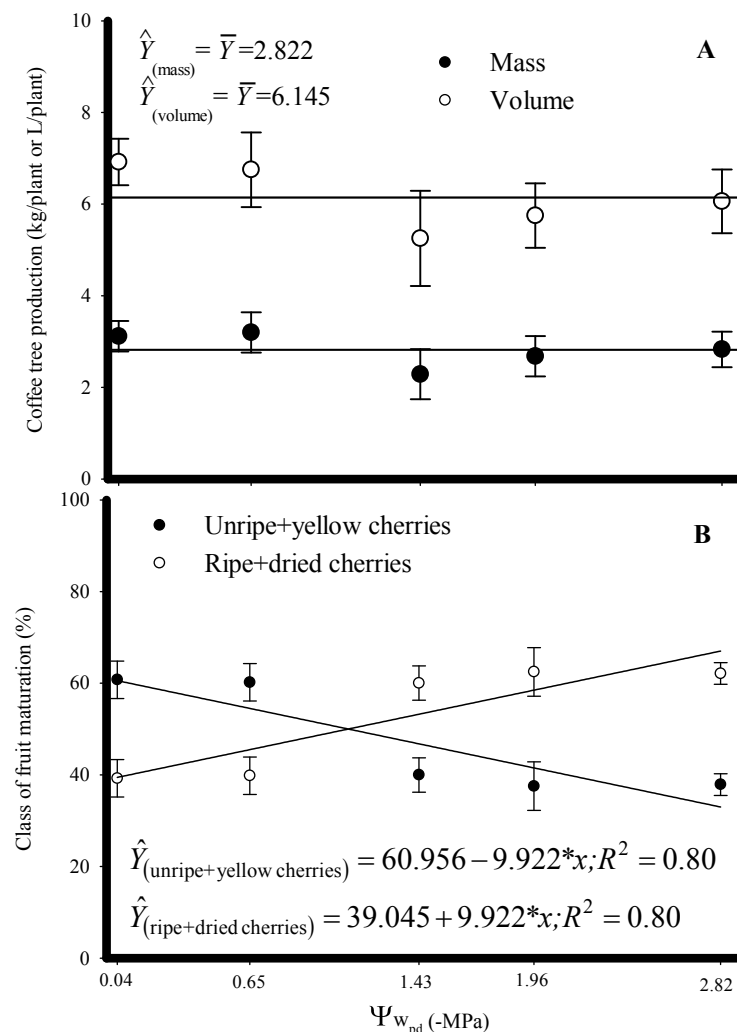 A
Ŷ(mass) = Ȳ=2.822
Ŷ(volume) = Ȳ=6.145
Mass
Volume
Coffee tree production (kg/plant or L/plant)
10
8
6
4
2
0
B
Unripe+yellow cherries
Ripe+dried cherries
Class of fruit maturation (%)
100
80
60
40
20
0
Ŷ(unripe+yellow cherries) = 60.956 − 9.922*x; R² = 0.80
Ŷ(ripe+dried cherries) = 39.045 + 9.922*x; R² = 0.80
0.04 0.65 1.43 1.96 2.82
Ψwpd (-MPa)